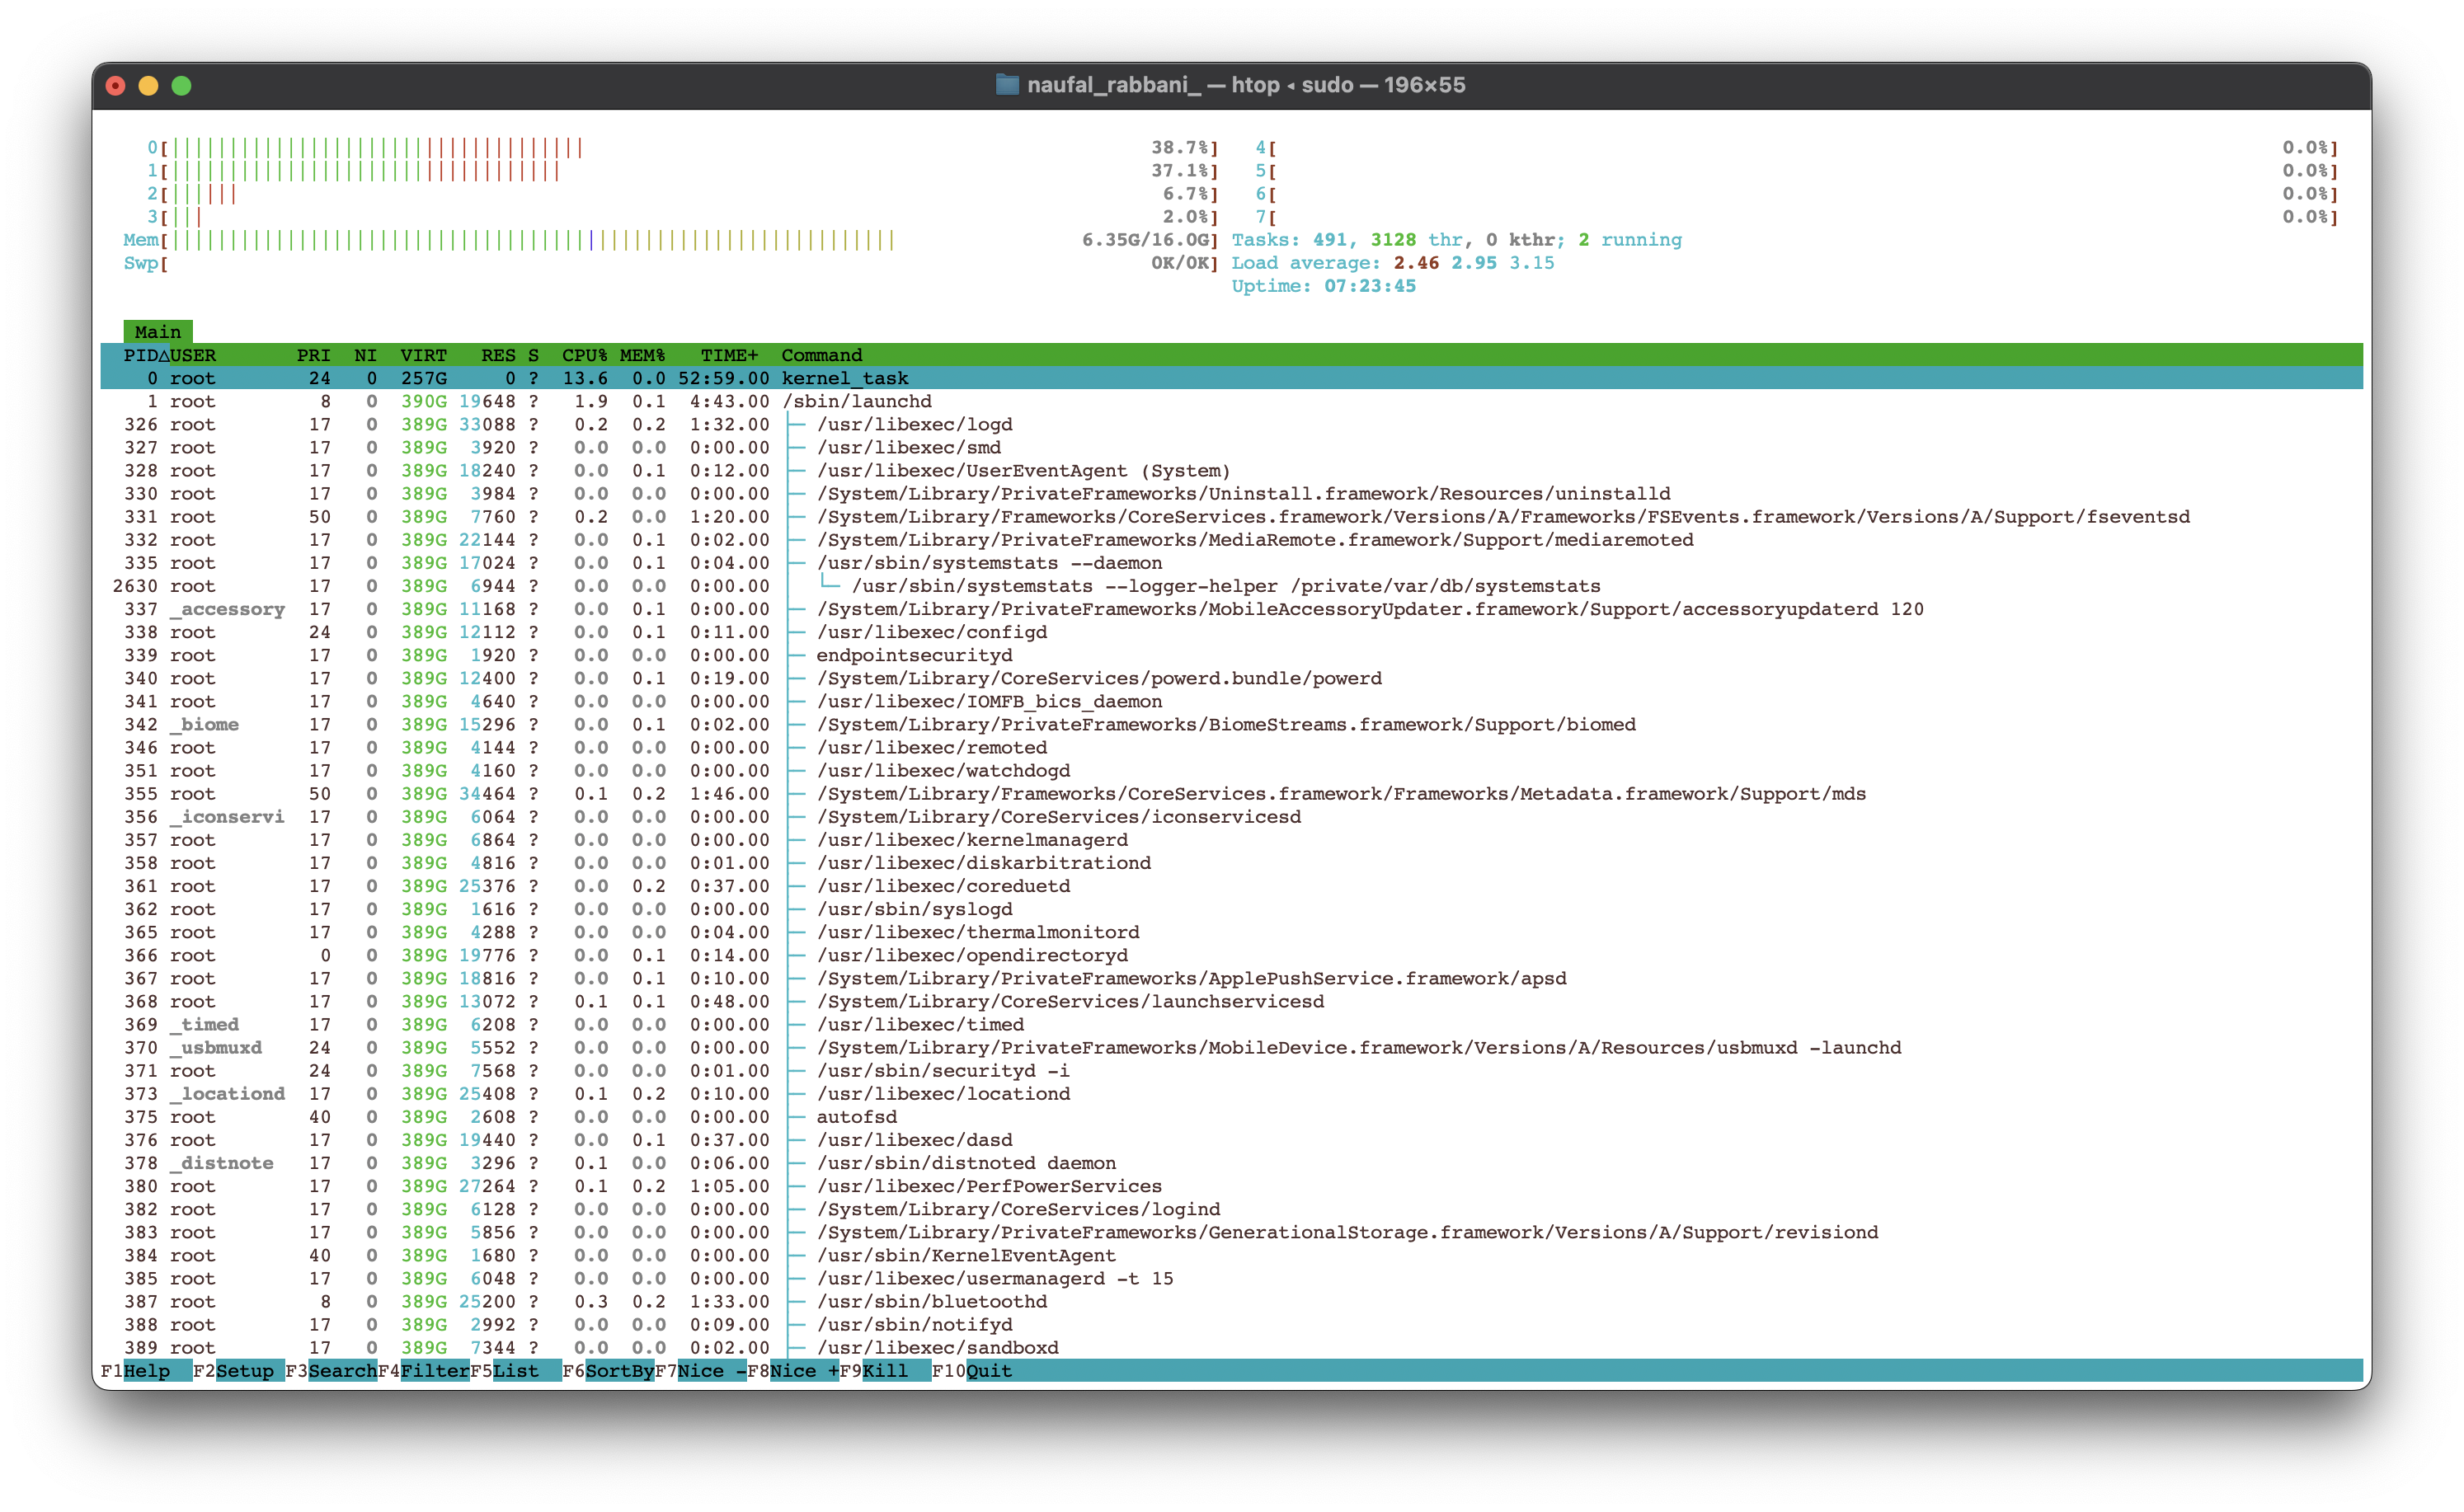 naufal_rabbani_ — htop ◂ sudo — 196×55
0[ 38.7%] 4[ 0.0%]
1[ 37.1%] 5[ 0.0%]
2[ 6.7%] 6[ 0.0%]
3[ 2.0%] 7[ 0.0%]
Mem[ 6.35G/16.0G] Tasks: 491, 3128 thr, 0 kthr; 2 running
Swp[ 0K/0K] Load average: 2.46 2.95 3.15
Uptime: 07:23:45
Main
PID△USER PRI NI VIRT RES S CPU% MEM% TIME+ Command
0 root 24 0 257G 0 ? 13.6 0.0 52:59.00 kernel_task
1 root 8 0 390G 19648 ? 1.9 0.1 4:43.00 /sbin/launchd
326 root 17 0 389G 33088 ? 0.2 0.2 1:32.00 ├─ /usr/libexec/logd
327 root 17 0 389G 3920 ? 0.0 0.0 0:00.00 ├─ /usr/libexec/smd
328 root 17 0 389G 18240 ? 0.0 0.1 0:12.00 ├─ /usr/libexec/UserEventAgent (System)
330 root 17 0 389G 3984 ? 0.0 0.0 0:00.00 ├─ /System/Library/PrivateFrameworks/Uninstall.framework/Resources/uninstalld
331 root 50 0 389G 7760 ? 0.2 0.0 1:20.00 ├─ /System/Library/Frameworks/CoreServices.framework/Versions/A/Frameworks/FSEvents.framework/Versions/A/Support/fseventsd
332 root 17 0 389G 22144 ? 0.0 0.1 0:02.00 ├─ /System/Library/PrivateFrameworks/MediaRemote.framework/Support/mediaremoted
335 root 17 0 389G 17024 ? 0.0 0.1 0:04.00 ├─ /usr/sbin/systemstats --daemon
2630 root 17 0 389G 6944 ? 0.0 0.0 0:00.00 │ └─ /usr/sbin/systemstats --logger-helper /private/var/db/systemstats
337 _accessory 17 0 389G 11168 ? 0.0 0.1 0:00.00 ├─ /System/Library/PrivateFrameworks/MobileAccessoryUpdater.framework/Support/accessoryupdaterd 120
338 root 24 0 389G 12112 ? 0.0 0.1 0:11.00 ├─ /usr/libexec/configd
339 root 17 0 389G 1920 ? 0.0 0.0 0:00.00 ├─ endpointsecurityd
340 root 17 0 389G 12400 ? 0.0 0.1 0:19.00 ├─ /System/Library/CoreServices/powerd.bundle/powerd
341 root 17 0 389G 4640 ? 0.0 0.0 0:00.00 ├─ /usr/libexec/IOMFB_bics_daemon
342 _biome 17 0 389G 15296 ? 0.0 0.1 0:02.00 ├─ /System/Library/PrivateFrameworks/BiomeStreams.framework/Support/biomed
346 root 17 0 389G 4144 ? 0.0 0.0 0:00.00 ├─ /usr/libexec/remoted
351 root 17 0 389G 4160 ? 0.0 0.0 0:00.00 ├─ /usr/libexec/watchdogd
355 root 50 0 389G 34464 ? 0.1 0.2 1:46.00 ├─ /System/Library/Frameworks/CoreServices.framework/Frameworks/Metadata.framework/Support/mds
356 _iconservi 17 0 389G 6064 ? 0.0 0.0 0:00.00 ├─ /System/Library/CoreServices/iconservicesd
357 root 17 0 389G 6864 ? 0.0 0.0 0:00.00 ├─ /usr/libexec/kernelmanagerd
358 root 17 0 389G 4816 ? 0.0 0.0 0:01.00 ├─ /usr/libexec/diskarbitrationd
361 root 17 0 389G 25376 ? 0.0 0.2 0:37.00 ├─ /usr/libexec/coreduetd
362 root 17 0 389G 1616 ? 0.0 0.0 0:00.00 ├─ /usr/sbin/syslogd
365 root 17 0 389G 4288 ? 0.0 0.0 0:04.00 ├─ /usr/libexec/thermalmonitord
366 root 0 0 389G 19776 ? 0.0 0.1 0:14.00 ├─ /usr/libexec/opendirectoryd
367 root 17 0 389G 18816 ? 0.0 0.1 0:10.00 ├─ /System/Library/PrivateFrameworks/ApplePushService.framework/apsd
368 root 17 0 389G 13072 ? 0.1 0.1 0:48.00 ├─ /System/Library/CoreServices/launchservicesd
369 _timed 17 0 389G 6208 ? 0.0 0.0 0:00.00 ├─ /usr/libexec/timed
370 _usbmuxd 24 0 389G 5552 ? 0.0 0.0 0:00.00 ├─ /System/Library/PrivateFrameworks/MobileDevice.framework/Versions/A/Resources/usbmuxd -launchd
371 root 24 0 389G 7568 ? 0.0 0.0 0:01.00 ├─ /usr/sbin/securityd -i
373 _locationd 17 0 389G 25408 ? 0.1 0.2 0:10.00 ├─ /usr/libexec/locationd
375 root 40 0 389G 2608 ? 0.0 0.0 0:00.00 ├─ autofsd
376 root 17 0 389G 19440 ? 0.0 0.1 0:37.00 ├─ /usr/libexec/dasd
378 _distnote 17 0 389G 3296 ? 0.1 0.0 0:06.00 ├─ /usr/sbin/distnoted daemon
380 root 17 0 389G 27264 ? 0.1 0.2 1:05.00 ├─ /usr/libexec/PerfPowerServices
382 root 17 0 389G 6128 ? 0.0 0.0 0:00.00 ├─ /System/Library/CoreServices/logind
383 root 17 0 389G 5856 ? 0.0 0.0 0:00.00 ├─ /System/Library/PrivateFrameworks/GenerationalStorage.framework/Versions/A/Support/revisiond
384 root 40 0 389G 1680 ? 0.0 0.0 0:00.00 ├─ /usr/sbin/KernelEventAgent
385 root 17 0 389G 6048 ? 0.0 0.0 0:00.00 ├─ /usr/libexec/usermanagerd -t 15
387 root 8 0 389G 25200 ? 0.3 0.2 1:33.00 ├─ /usr/sbin/bluetoothd
388 root 17 0 389G 2992 ? 0.0 0.0 0:09.00 ├─ /usr/sbin/notifyd
389 root 17 0 389G 7344 ? 0.0 0.0 0:02.00 ├─ /usr/libexec/sandboxd
F1Help F2Setup F3SearchF4FilterF5List F6SortByF7Nice -F8Nice +F9Kill F10Quit